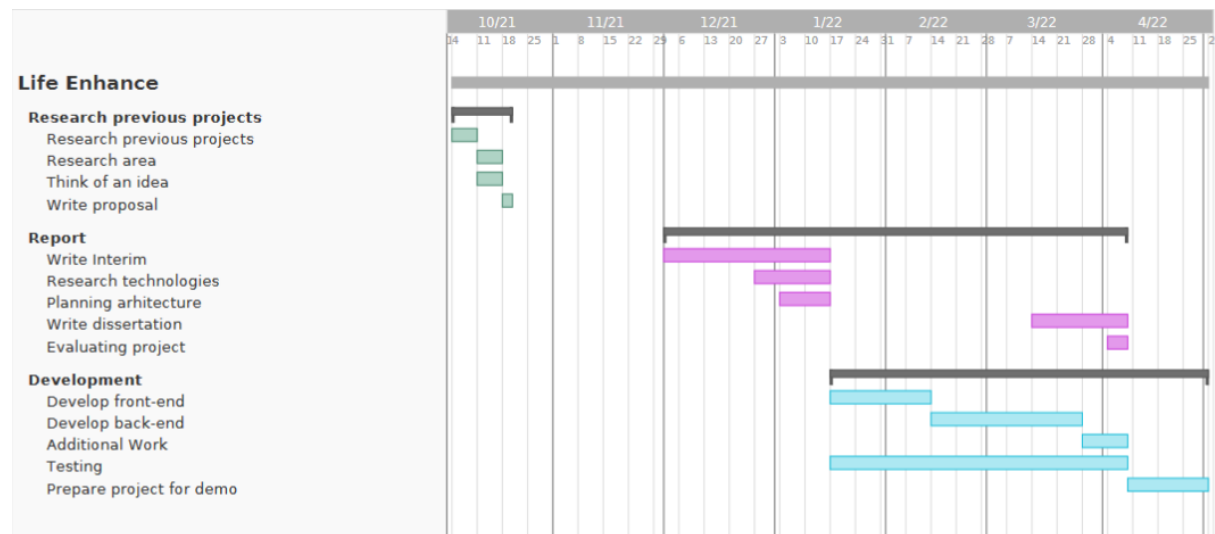 10/21 11/21 12/21 1/22 2/22 3/22 4/22
4 11 18 25 1 8 15 22 29 6 13 20 27 3 10 17 24 31 7 14 21 28 7 14 21 28 4 11 18 25 2
Life Enhance
Research previous projects
Research previous projects
Research area
Think of an idea
Write proposal
Report
Write Interim
Research technologies
Planning arhitecture
Write dissertation
Evaluating project
Development
Develop front-end
Develop back-end
Additional Work
Testing
Prepare project for demo